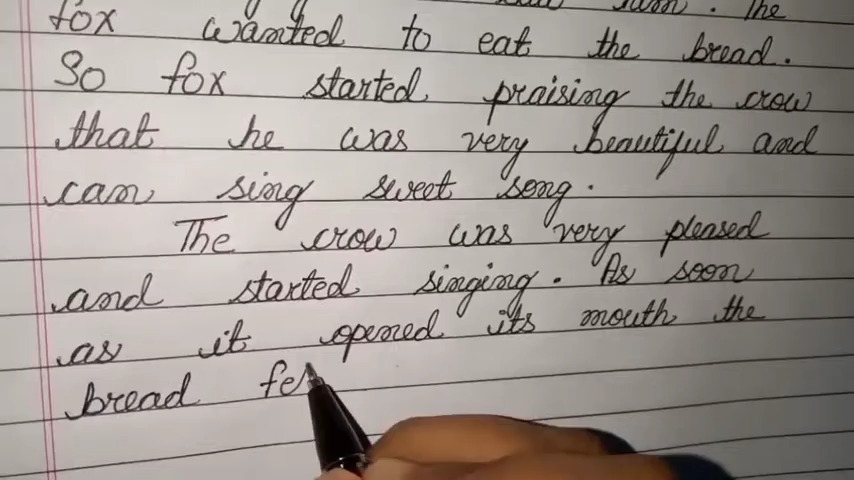 The
fox wanted to eat the bread.
So fox started praising the crow
that he was very beautiful and
can sing sweet song.
The crow was very pleased
and started singing. As soon
as it opened its mouth the
bread fe